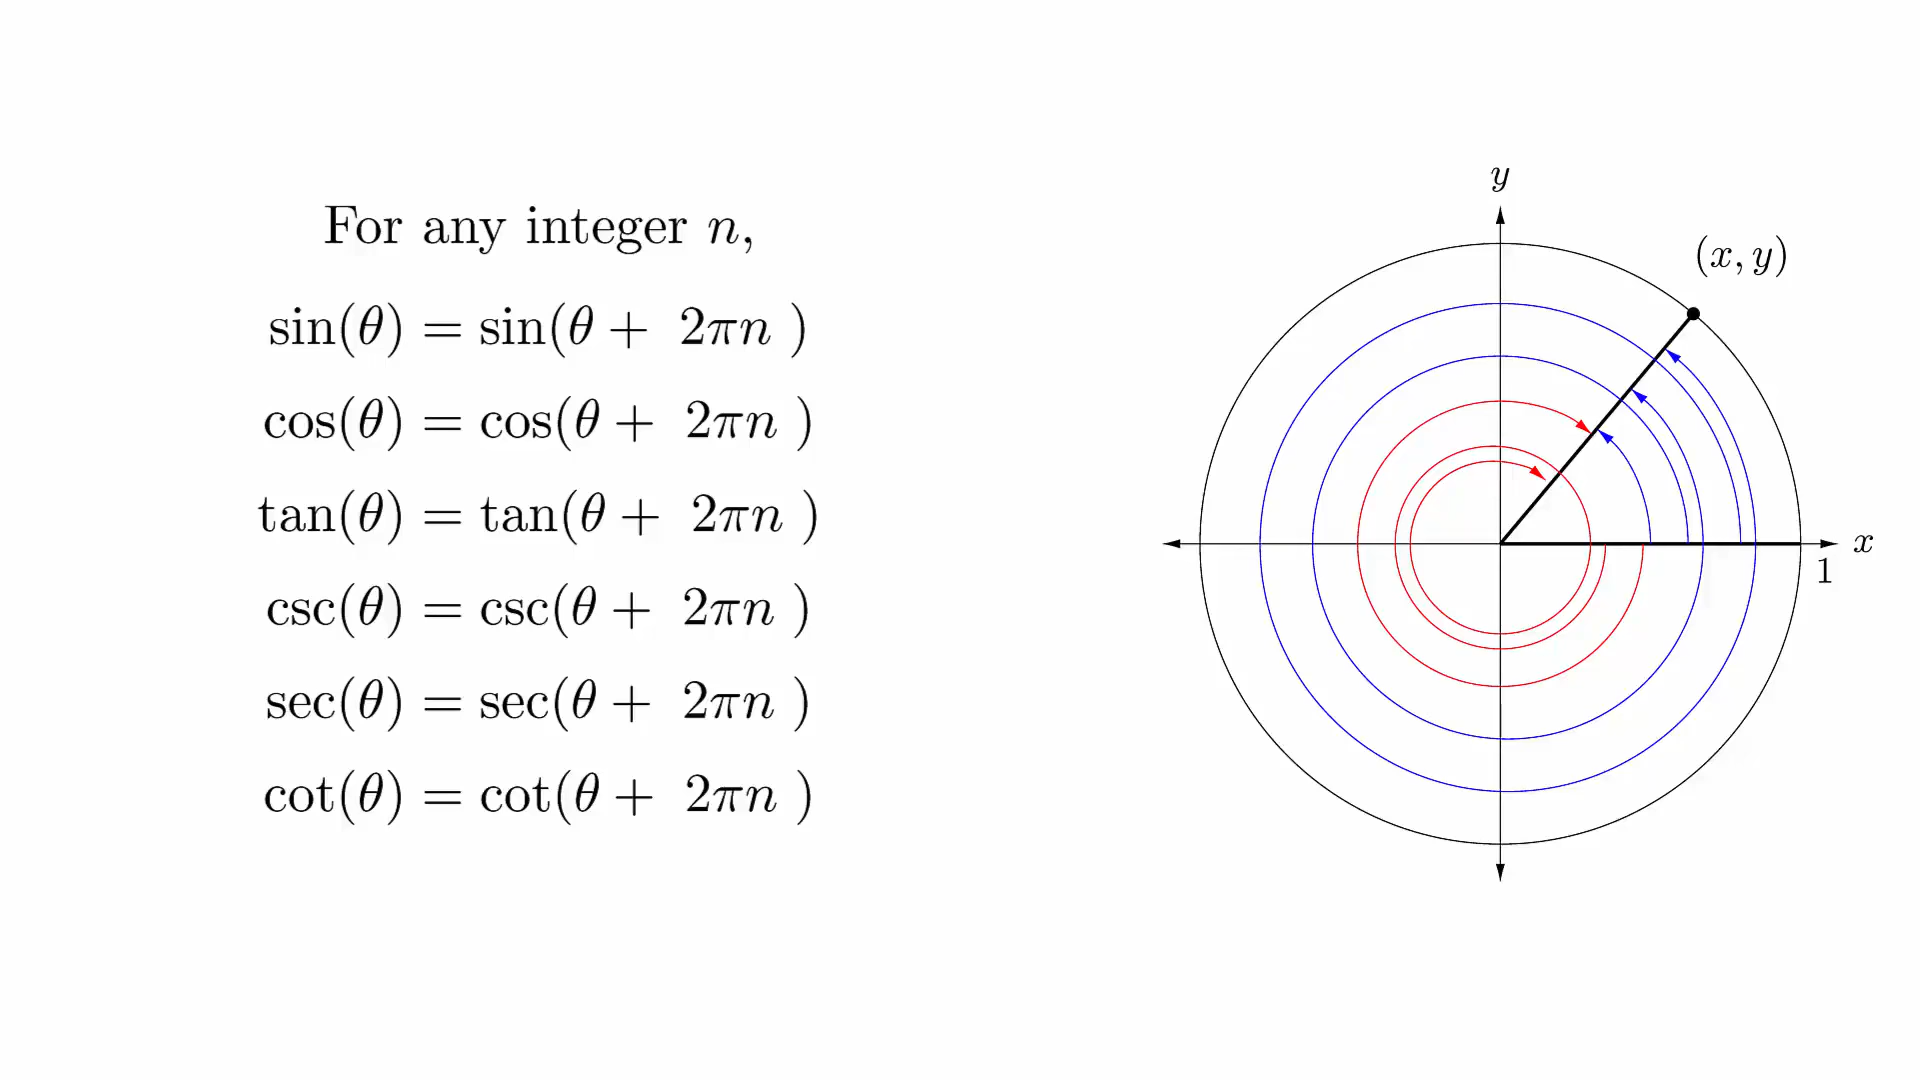 For any integer n,
sin(θ) = sin(θ + 2πn )
cos(θ) = cos(θ + 2πn )
tan(θ) = tan(θ + 2πn )
csc(θ) = csc(θ + 2πn )
sec(θ) = sec(θ + 2πn )
cot(θ) = cot(θ + 2πn )
y
(x, y)
x
1